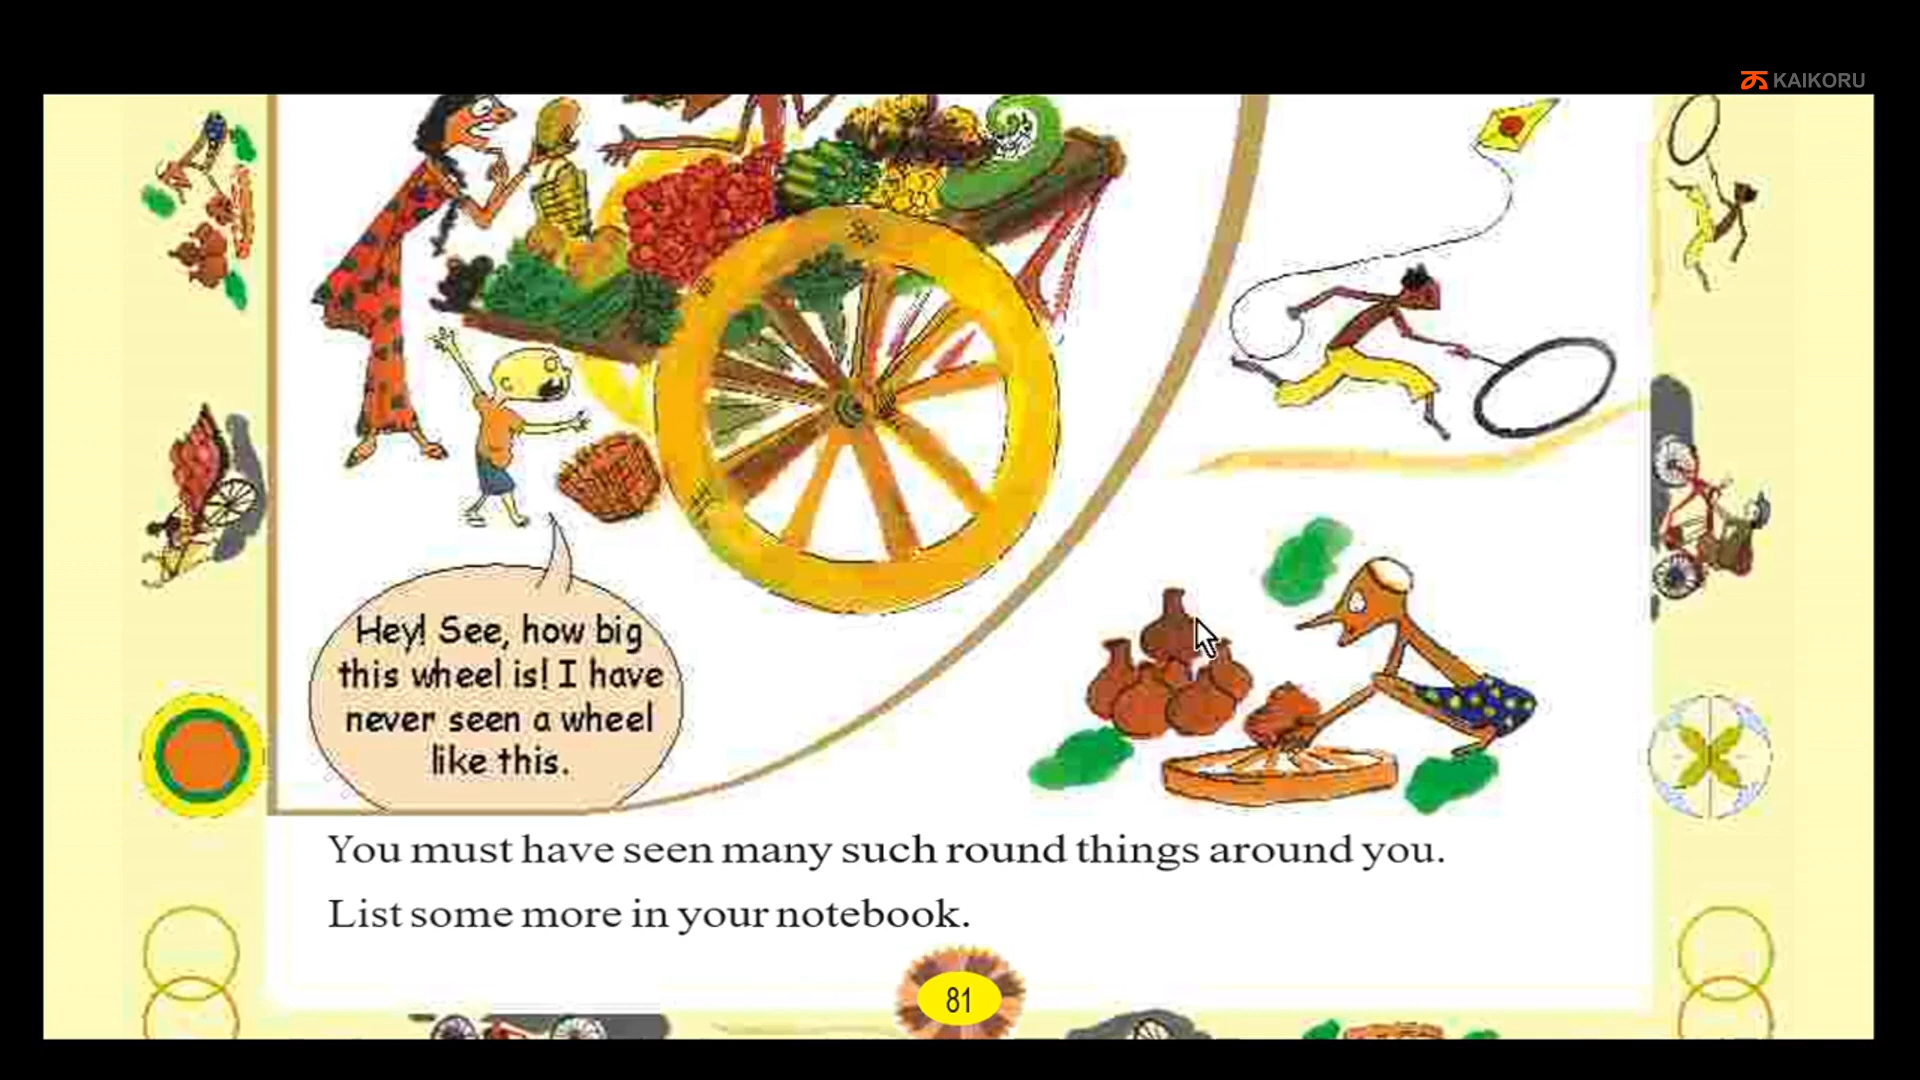 KAIKORU
Hey! See, how big
this wheel is! I have
never seen a wheel
like this.
You must have seen many such round things around you.
List some more in your notebook.
81